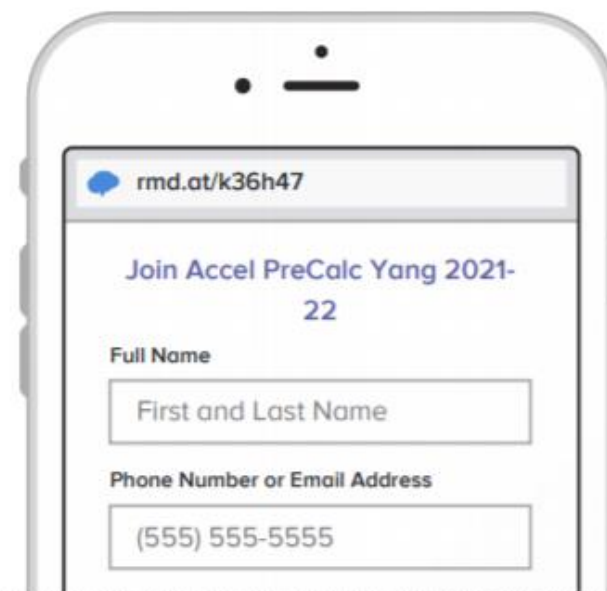 rmd.at/k36h47
Join Accel PreCalc Yang 2021-
22
Full Name
First and Last Name
Phone Number or Email Address
(555) 555-5555